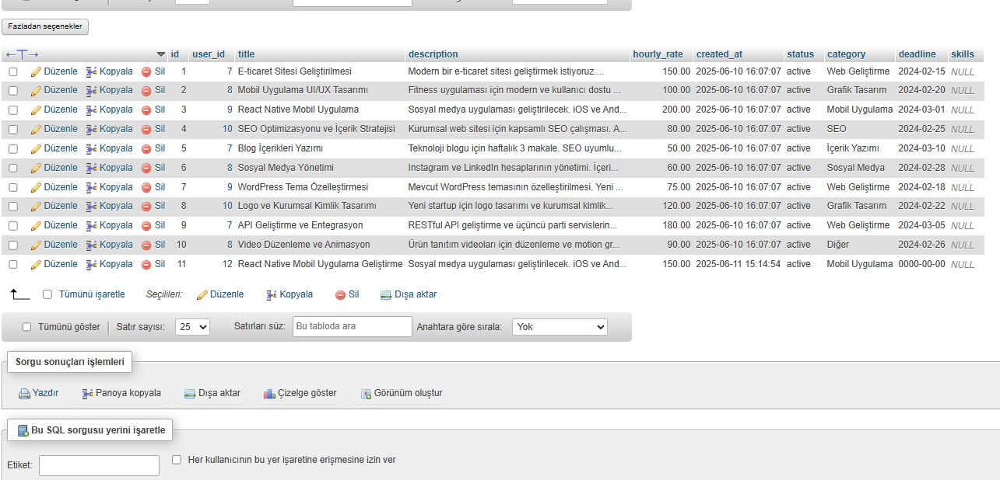 Fazladan seçenekler
id user_id title description hourly_rate created_at status category deadline skills
Düzenle Kopyala Sil 1 7 E-ticaret Sitesi Geliştirilmesi Modern bir e-ticaret sitesi geliştirmek istiyoruz.... 150.00 2025-06-10 16:07:07 active Web Geliştirme 2024-02-15 NULL
Düzenle Kopyala Sil 2 8 Mobil Uygulama UI/UX Tasarımı Fitness uygulaması için modern ve kullanıcı dostu ... 100.00 2025-06-10 16:07:07 active Grafik Tasarım 2024-02-20 NULL
Düzenle Kopyala Sil 3 9 React Native Mobil Uygulama Sosyal medya uygulaması geliştirilecek. iOS ve And... 200.00 2025-06-10 16:07:07 active Mobil Uygulama 2024-03-01 NULL
Düzenle Kopyala Sil 4 10 SEO Optimizasyonu ve İçerik Stratejisi Kurumsal web sitesi için kapsamlı SEO çalışması. A... 80.00 2025-06-10 16:07:07 active SEO 2024-02-25 NULL
Düzenle Kopyala Sil 5 7 Blog İçerikleri Yazımı Teknoloji blogu için haftalık 3 makale. SEO uyumlu... 50.00 2025-06-10 16:07:07 active İçerik Yazımı 2024-03-10 NULL
Düzenle Kopyala Sil 6 8 Sosyal Medya Yönetimi Instagram ve LinkedIn hesaplarının yönetimi. İçeri... 60.00 2025-06-10 16:07:07 active Sosyal Medya 2024-02-28 NULL
Düzenle Kopyala Sil 7 9 WordPress Tema Özelleştirmesi Mevcut WordPress temasının özelleştirilmesi. Yeni ... 75.00 2025-06-10 16:07:07 active Web Geliştirme 2024-02-18 NULL
Düzenle Kopyala Sil 8 10 Logo ve Kurumsal Kimlik Tasarımı Yeni startup için logo tasarımı ve kurumsal kimlik... 120.00 2025-06-10 16:07:07 active Grafik Tasarım 2024-02-22 NULL
Düzenle Kopyala Sil 9 7 API Geliştirme ve Entegrasyon RESTful API geliştirme ve üçüncü parti servislerin... 180.00 2025-06-10 16:07:07 active Web Geliştirme 2024-03-05 NULL
Düzenle Kopyala Sil 10 8 Video Düzenleme ve Animasyon Ürün tanıtım videoları için düzenleme ve motion gr... 90.00 2025-06-10 16:07:07 active Diğer 2024-02-26 NULL
Düzenle Kopyala Sil 11 12 React Native Mobil Uygulama Geliştirme Sosyal medya uygulaması geliştirilecek. iOS ve And... 150.00 2025-06-11 15:14:54 active Mobil Uygulama 0000-00-00 NULL
Tümünü işaretle Seçilileri: Düzenle Kopyala Sil Dışa aktar
Tümünü göster Satır sayısı: 25 Satırları süz: Bu tabloda ara Anahtara göre sırala: Yok
Sorgu sonuçları işlemleri
Yazdır Panoya kopyala Dışa aktar Çizelge göster Görünüm oluştur
Bu SQL sorgusu yerini işaretle
Etiket: Her kullanıcının bu yer işaretine erişmesine izin ver